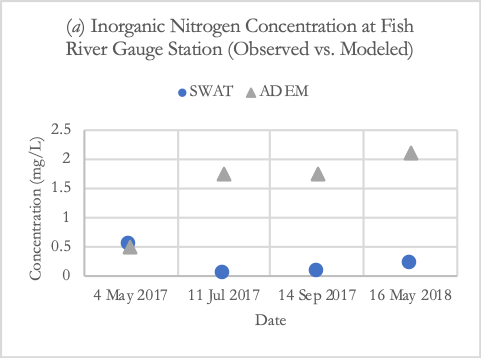 (a) Inorganic Nitrogen Concentration at Fish
River Gauge Station (Observed vs. Modeled)
SWAT ADEM
Concentration (mg/L)
2.5
2
1.5
1
0.5
0
4 May 2017 11 Jul 2017 14 Sep 2017 16 May 2018
Date